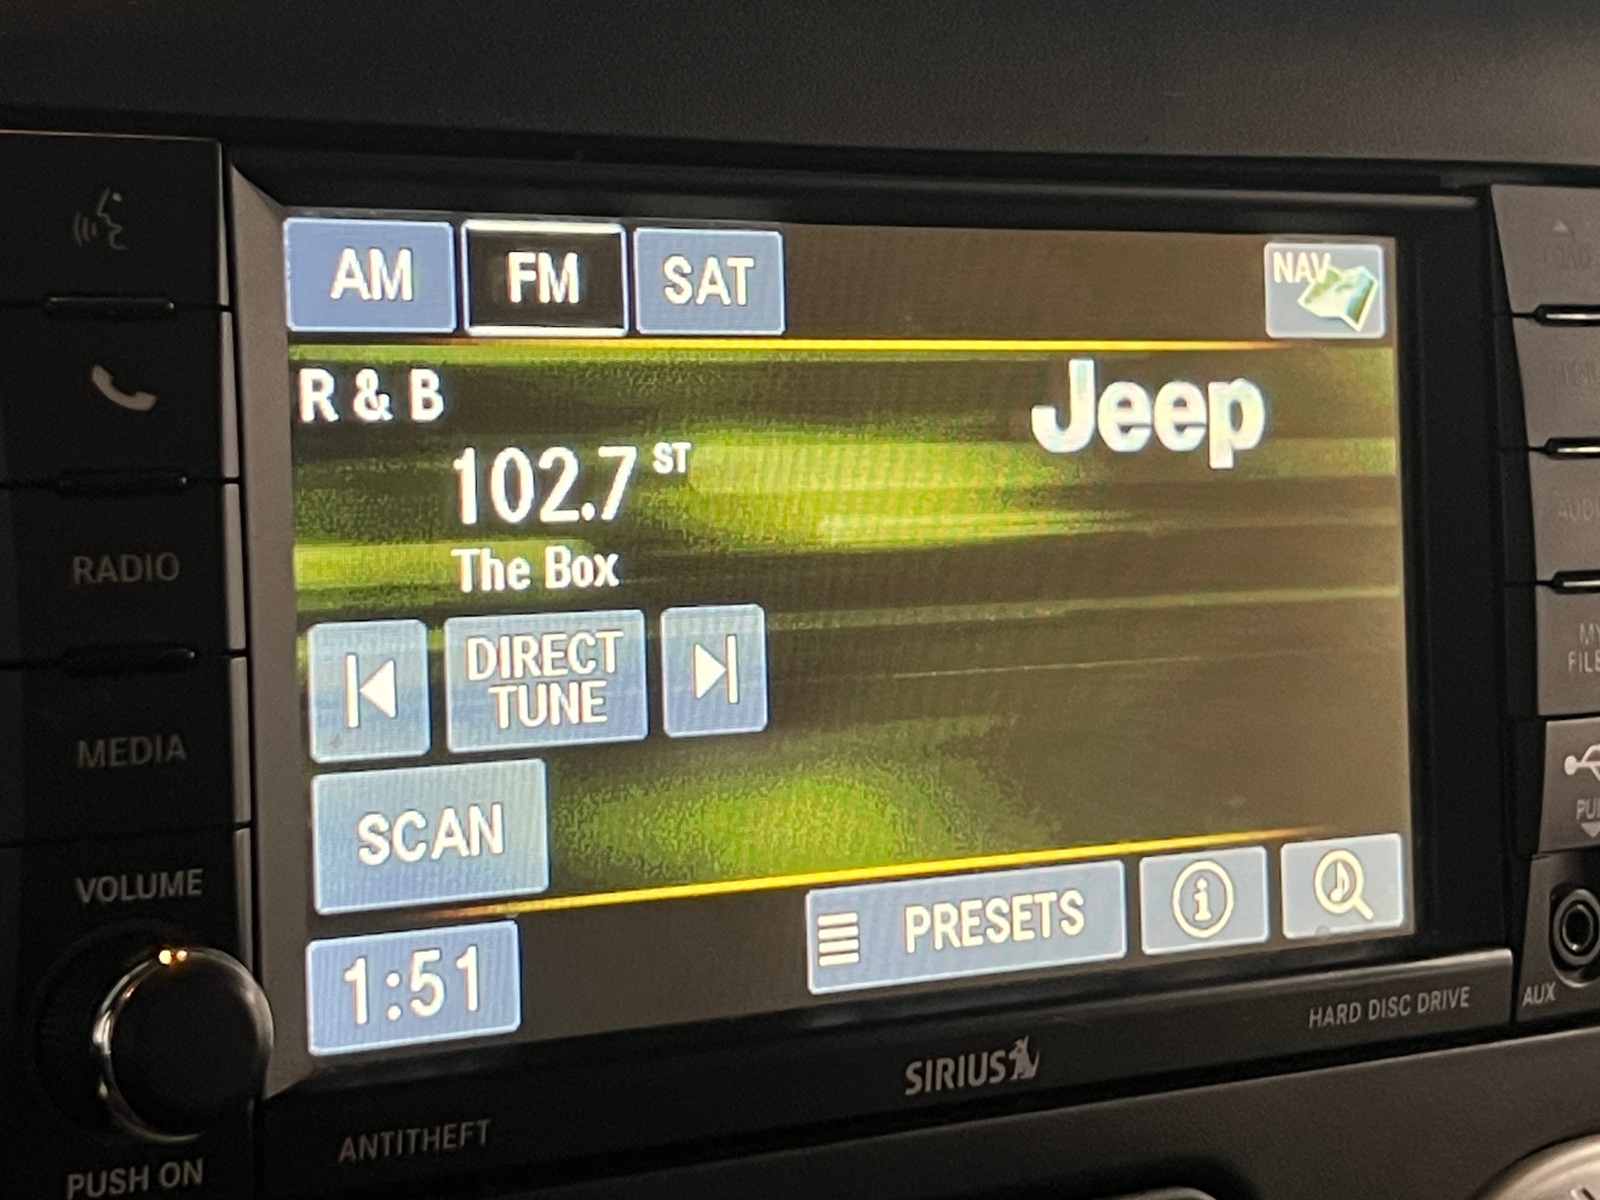 AM FM SAT NAV
R & B
Jeep
102.7 ST
The Box
DIRECT
TUNE
SCAN
1:51
PRESETS
RADIO
MEDIA
VOLUME
PUSH ON
ANTITHEFT
SIRIUS
HARD DISC DRIVE
AUX